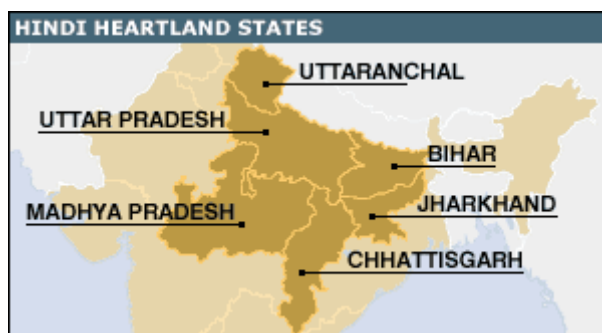 HINDI HEARTLAND STATES
UTTARANCHAL
UTTAR PRADESH
BIHAR
MADHYA PRADESH
JHARKHAND
CHHATTISGARH